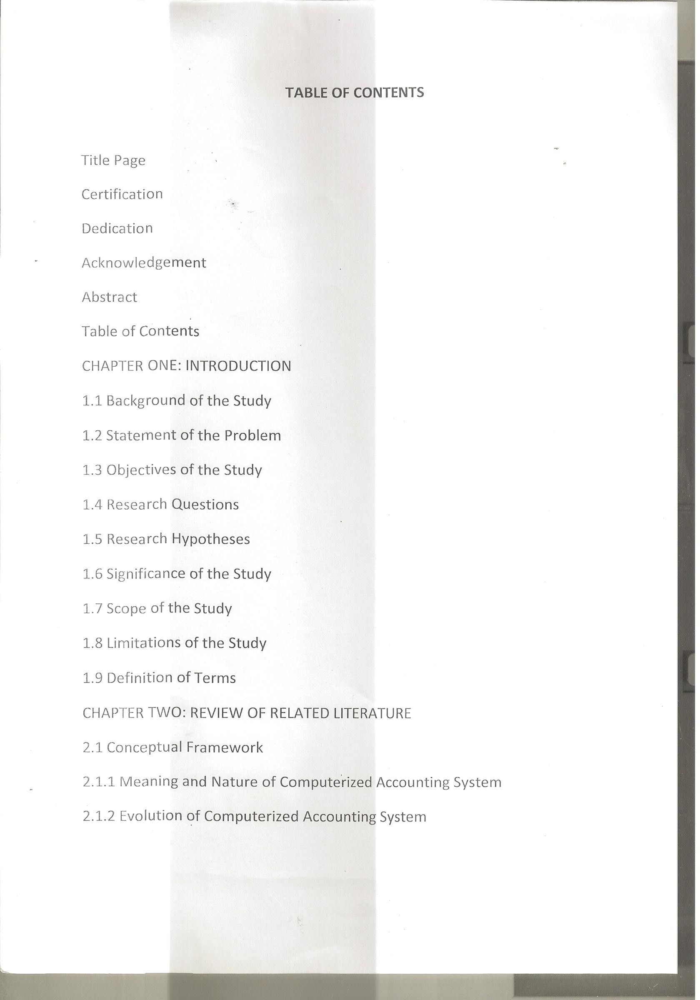 TABLE OF CONTENTS
Title Page
Certification
Dedication
Acknowledgement
Abstract
Table of Contents
CHAPTER ONE: INTRODUCTION
1.1 Background of the Study
1.2 Statement of the Problem
1.3 Objectives of the Study
1.4 Research Questions
1.5 Research Hypotheses
1.6 Significance of the Study
1.7 Scope of the Study
1.8 Limitations of the Study
1.9 Definition of Terms
CHAPTER TWO: REVIEW OF RELATED LITERATURE
2.1 Conceptual Framework
2.1.1 Meaning and Nature of Computerized Accounting System
2.1.2 Evolution of Computerized Accounting System